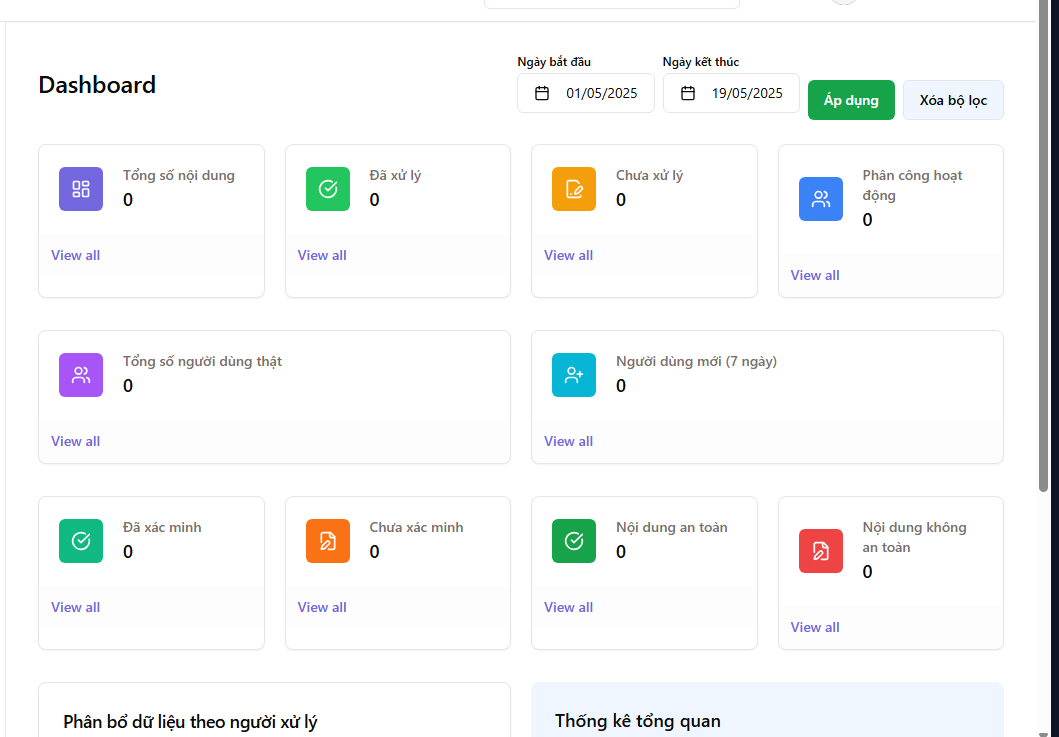 Ngày bắt đầu
Ngày kết thúc
Dashboard
01/05/2025
19/05/2025
Áp dụng
Xóa bộ lọc
Tổng số nội dung
0
View all
Đã xử lý
0
View all
Chưa xử lý
0
View all
Phân công hoạt
động
0
View all
Tổng số người dùng thật
0
View all
Người dùng mới (7 ngày)
0
View all
Đã xác minh
0
View all
Chưa xác minh
0
View all
Nội dung an toàn
0
View all
Nội dung không
an toàn
0
View all
Phân bổ dữ liệu theo người xử lý
Thống kê tổng quan